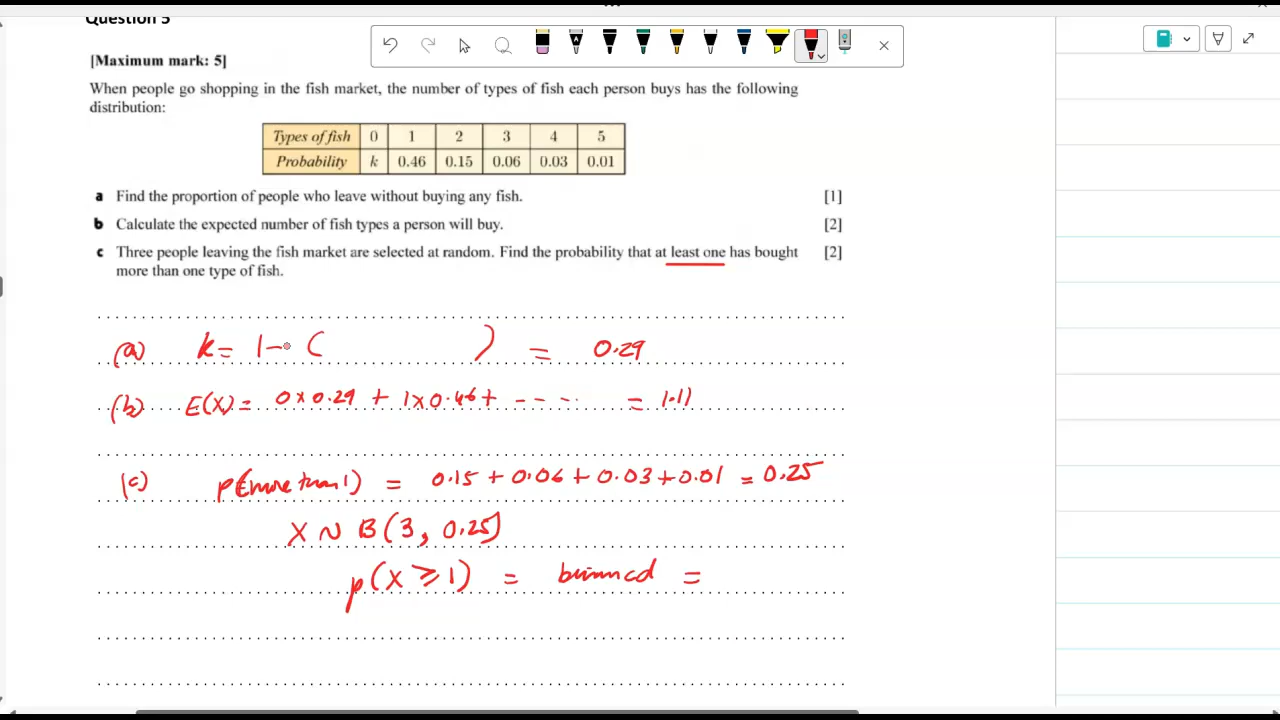 Question 5
[Maximum mark: 5]
When people go shopping in the fish market, the number of types of fish each person buys has the following
distribution:
Types of fish 0 1 2 3 4 5
Probability k 0.46 0.15 0.06 0.03 0.01
a Find the proportion of people who leave without buying any fish. [1]
b Calculate the expected number of fish types a person will buy. [2]
c Three people leaving the fish market are selected at random. Find the probability that at least one has bought [2]
more than one type of fish.
(a) k = 1 - ( ) = 0.29
(b) E(X) = 0 x 0.29 + 1 x 0.46 + ----.. = 1.11
(c) p(more than 1) = 0.15 + 0.06 + 0.03 + 0.01 = 0.25
X ~ B(3, 0.25)
p(X ≥ 1) = binmcd =